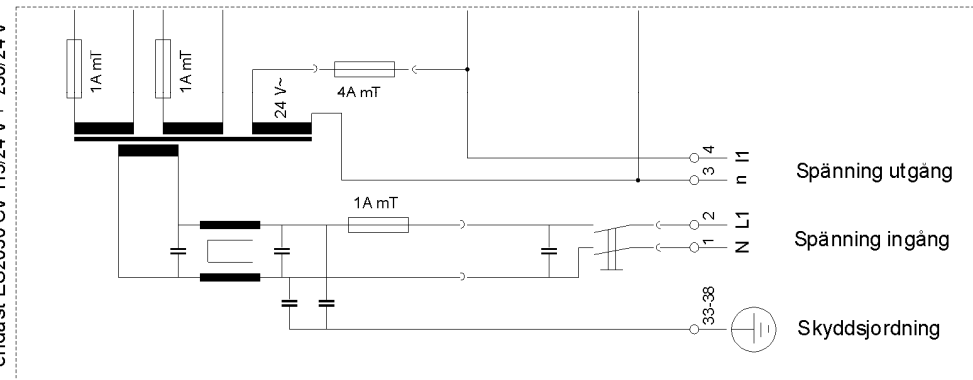 1A mT
1A mT
24 V~
4A mT
4 l1
3 n
Spänning utgång
1A mT
2 L1
1 N
Spänning ingång
33-38
Skyddsjordning